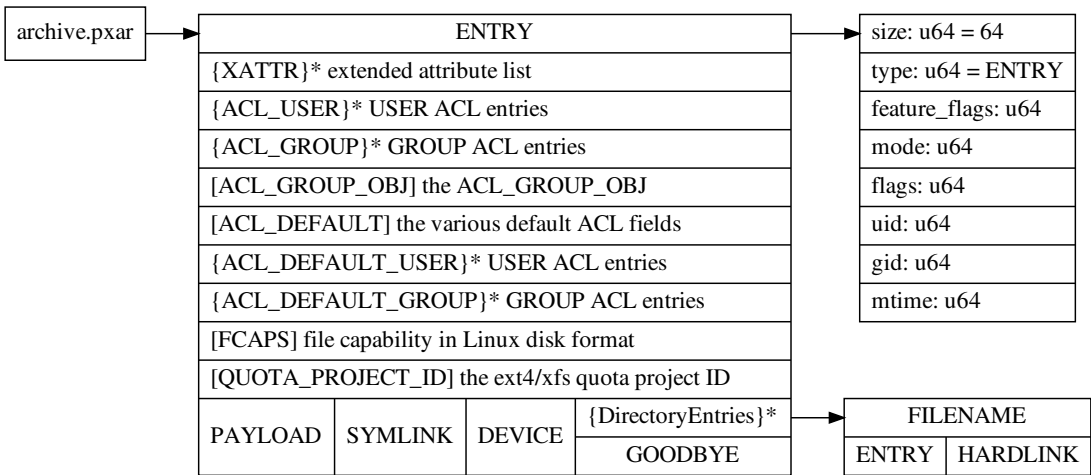 archive.pxar
ENTRY
{XATTR}* extended attribute list
{ACL_USER}* USER ACL entries
{ACL_GROUP}* GROUP ACL entries
[ACL_GROUP_OBJ] the ACL_GROUP_OBJ
[ACL_DEFAULT] the various default ACL fields
{ACL_DEFAULT_USER}* USER ACL entries
{ACL_DEFAULT_GROUP}* GROUP ACL entries
[FCAPS] file capability in Linux disk format
[QUOTA_PROJECT_ID] the ext4/xfs quota project ID
PAYLOAD
SYMLINK
DEVICE
{DirectoryEntries}*
GOODBYE
size: u64 = 64
type: u64 = ENTRY
feature_flags: u64
mode: u64
flags: u64
uid: u64
gid: u64
mtime: u64
FILENAME
ENTRY
HARDLINK